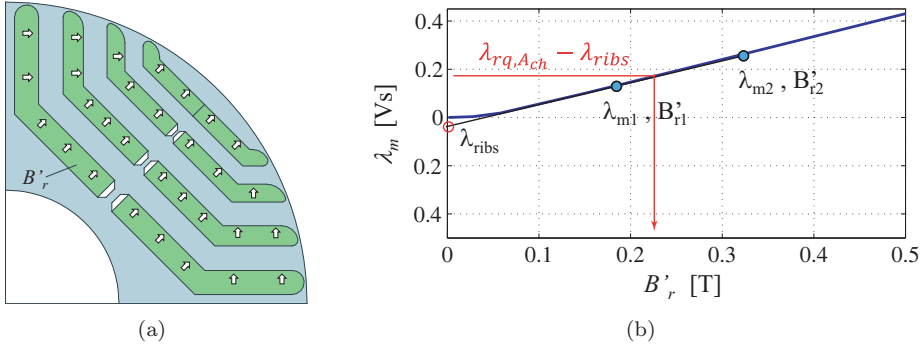 B'r
(a)
λm [Vs]
0.4
0.2
0
0.2
0.4
λrq,Ach − λribs
λm2 , B'r2
λm1 , B'r1
λribs
0 0.1 0.2 0.3 0.4 0.5
B'r [T]
(b)